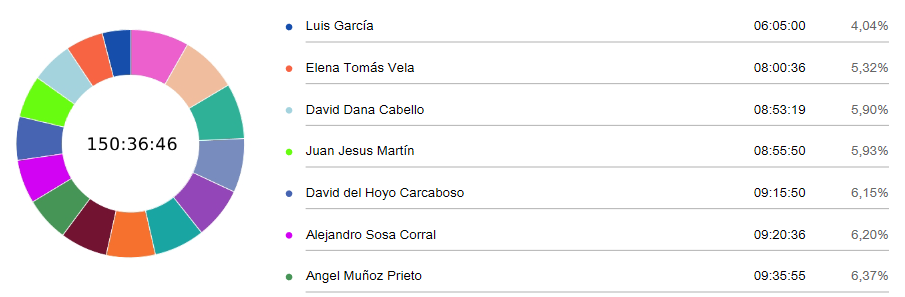 150:36:46
Luis García 06:05:00 4,04%
Elena Tomás Vela 08:00:36 5,32%
David Dana Cabello 08:53:19 5,90%
Juan Jesus Martín 08:55:50 5,93%
David del Hoyo Carcaboso 09:15:50 6,15%
Alejandro Sosa Corral 09:20:36 6,20%
Angel Muñoz Prieto 09:35:55 6,37%